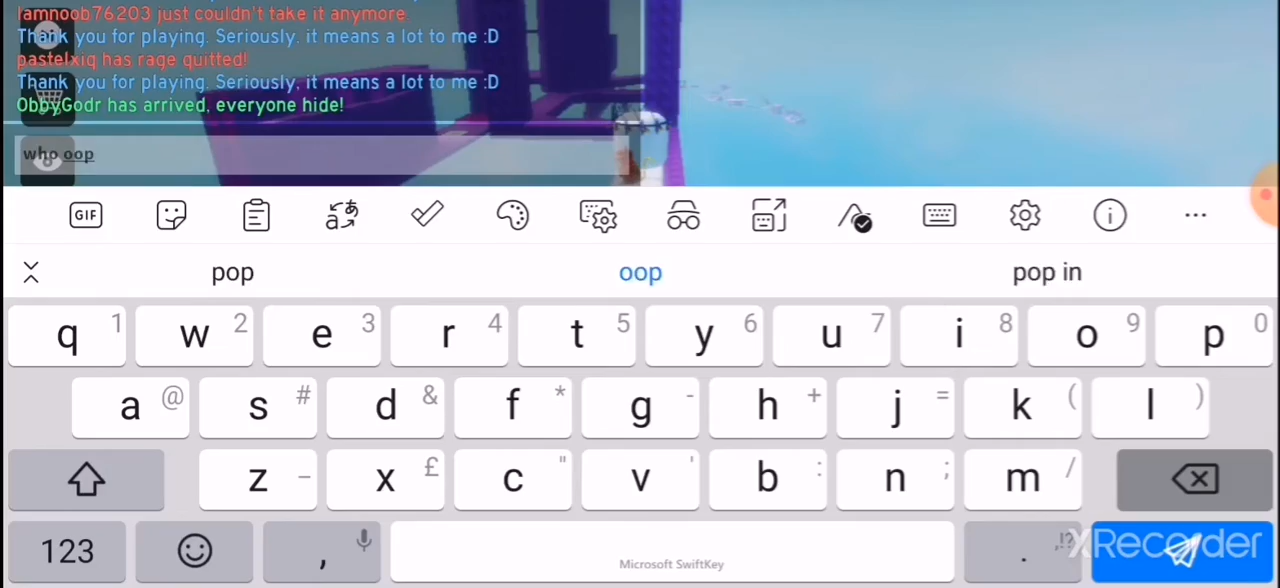 Iamnoob76203 just couldn't take it anymore.
Thank you for playing. Seriously, it means a lot to me :D
pastelxiq has rage quitted!
Thank you for playing. Seriously, it means a lot to me :D
ObbyGodr has arrived, everyone hide!
who oop
GIF
pop oop pop in
q 1 w 2 e 3 r 4 t 5 y 6 u 7 i 8 o 9 p 0
a @ s # d & f * g - h + j = k ( l )
z _ x £ c " v ' b : n ; m /
123 , Microsoft SwiftKey . ,!?
XRecorder